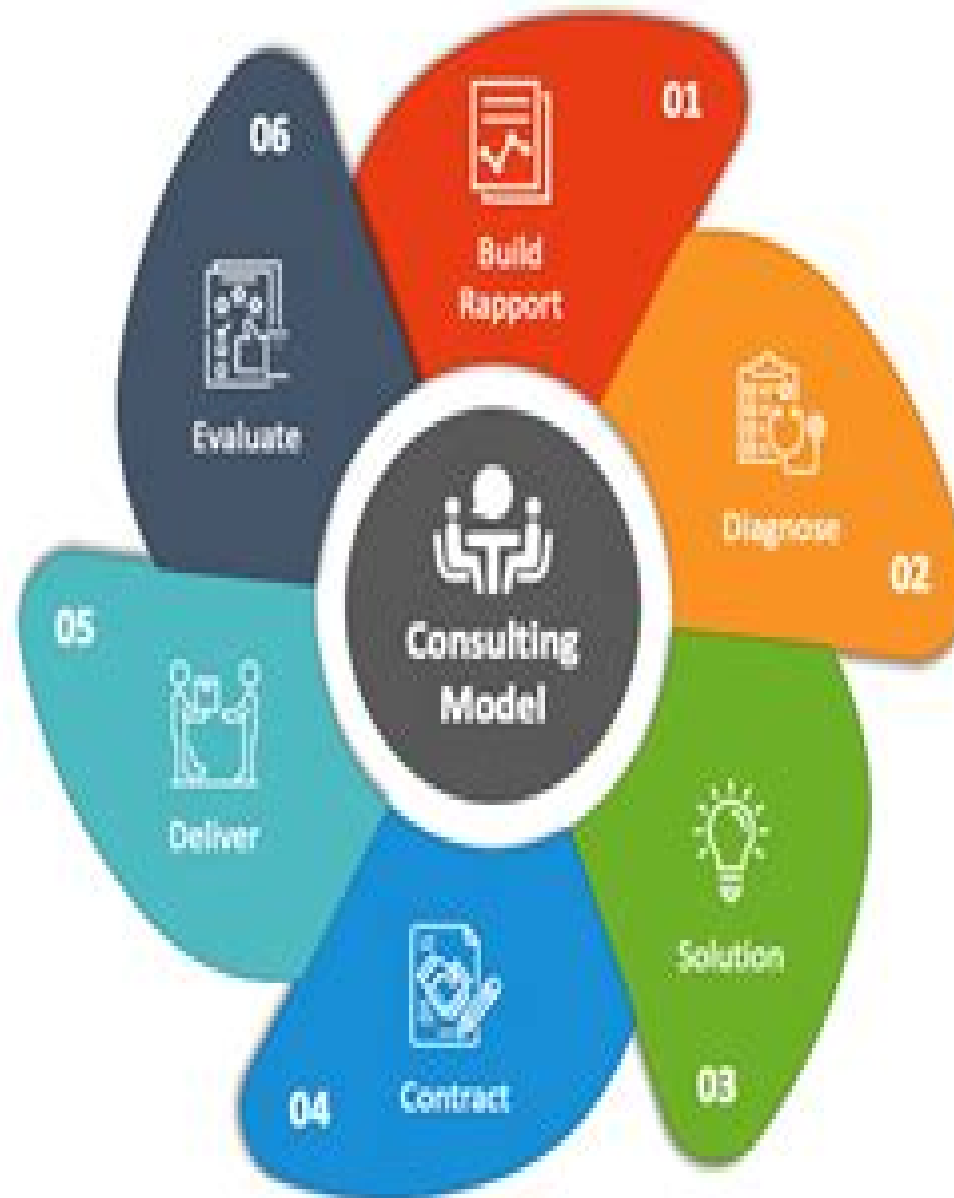 Consulting
Model
01
Build
Rapport
02
Diagnose
03
Solution
04
Contract
05
Deliver
06
Evaluate